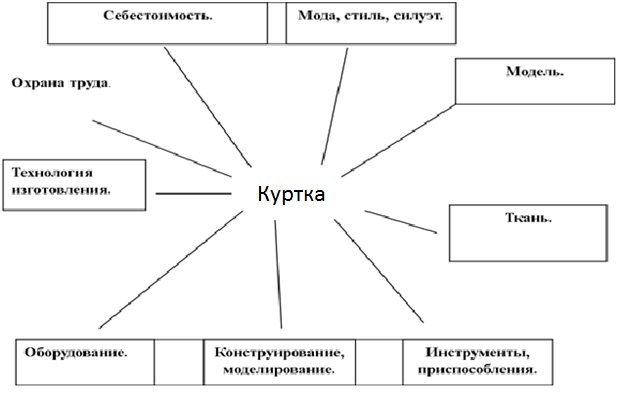 Себестоимость.
Мода, стиль, силуэт.
Модель.
Охрана труда.
Технология
изготовления.
Куртка
Ткань.
Оборудование.
Конструирование,
моделирование.
Инструменты,
приспособления.